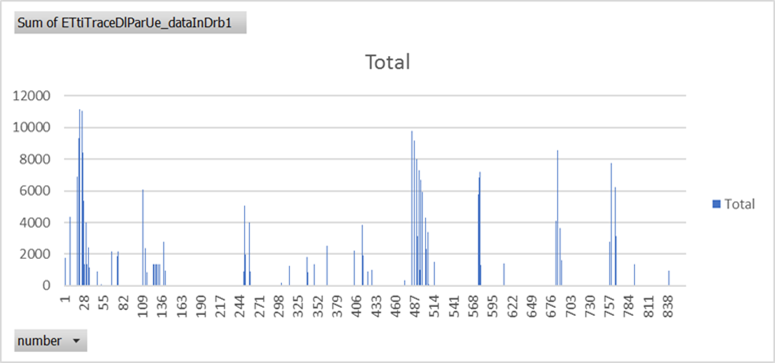 Sum of ETtiTraceDlParUe_dataInDrb1
Total
12000
10000
8000
6000
4000
2000
0
1 28 55 82 109 136 163 190 217 244 271 298 325 352 379 406 433 460 487 514 541 568 595 622 649 676 703 730 757 784 811 838
Total
number